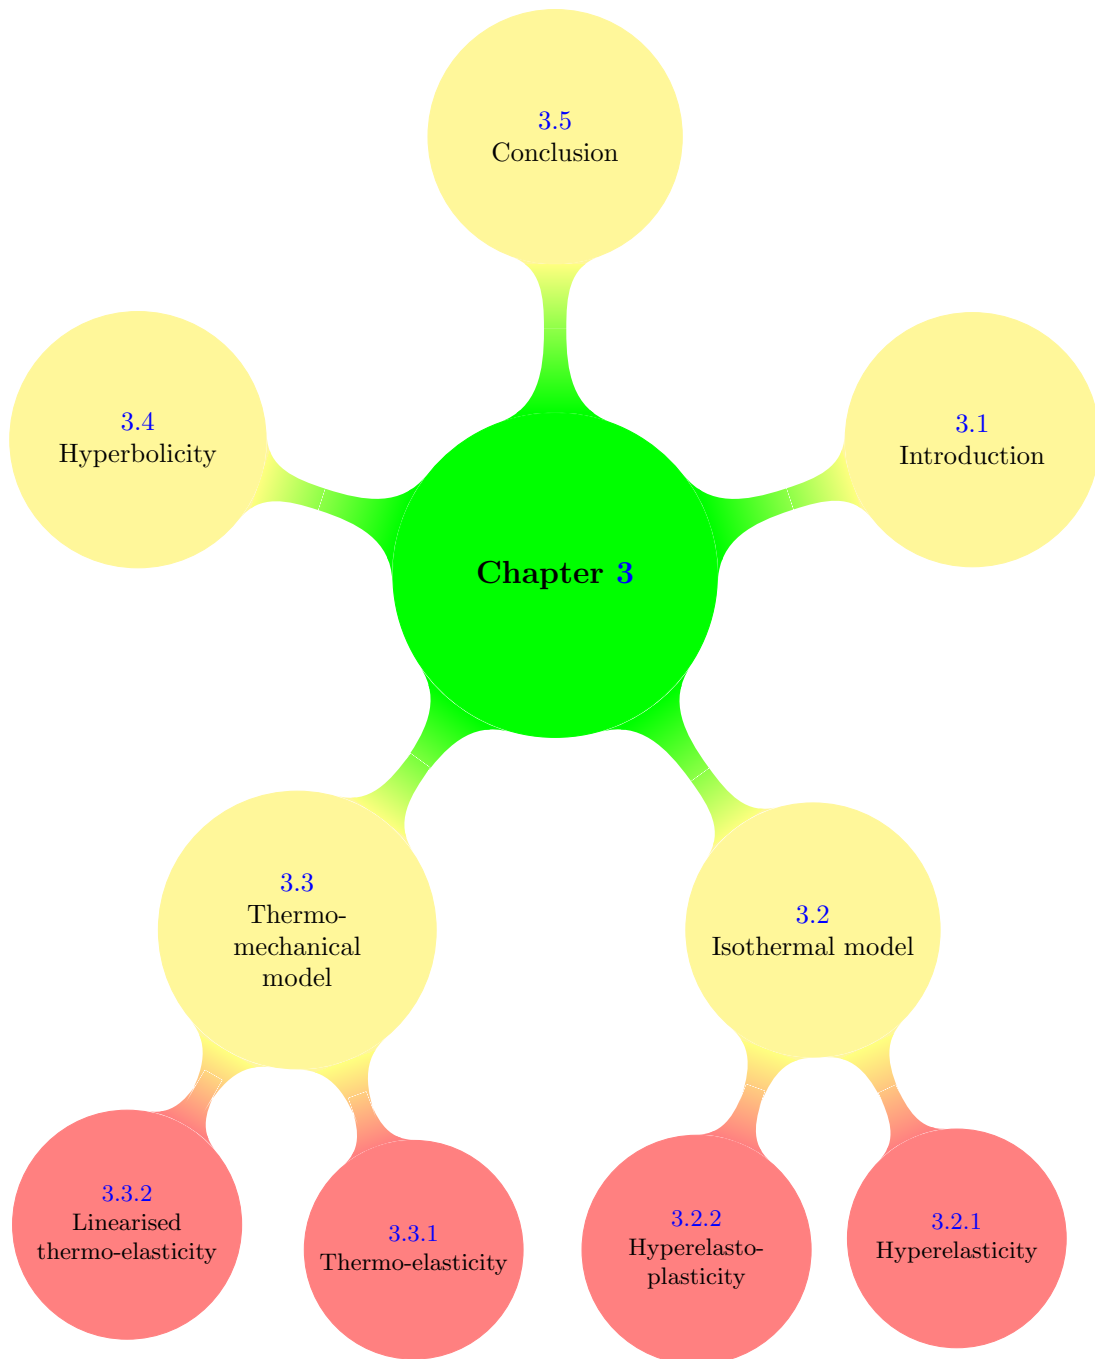 3.5
Conclusion
3.4
Hyperbolicity
3.1
Introduction
Chapter 3
3.3
Thermo-
mechanical
model
3.2
Isothermal model
3.3.2
Linearised
thermo-elasticity
3.3.1
Thermo-elasticity
3.2.2
Hyperelasto-
plasticity
3.2.1
Hyperelasticity